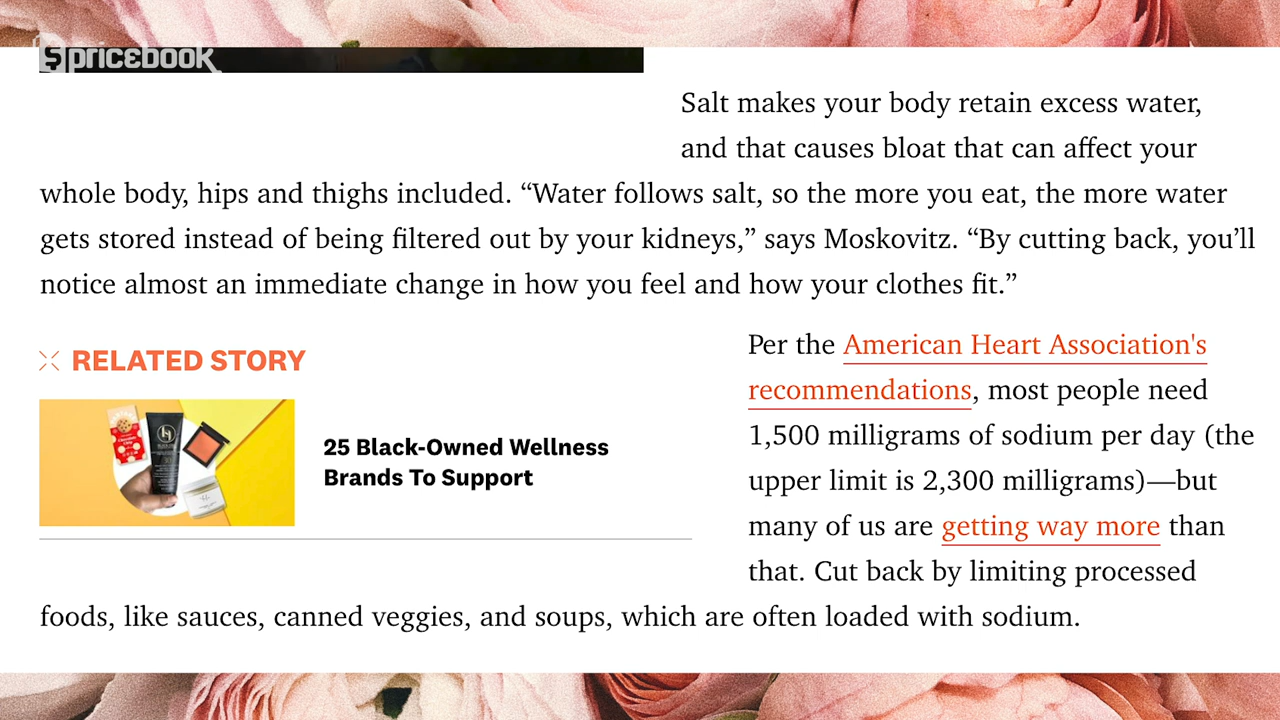 pricebook
Salt makes your body retain excess water,
and that causes bloat that can affect your
whole body, hips and thighs included. “Water follows salt, so the more you eat, the more water
gets stored instead of being filtered out by your kidneys,” says Moskovitz. “By cutting back, you’ll
notice almost an immediate change in how you feel and how your clothes fit.”
RELATED STORY
25 Black-Owned Wellness
Brands To Support
Per the American Heart Association's
recommendations, most people need
1,500 milligrams of sodium per day (the
upper limit is 2,300 milligrams)—but
many of us are getting way more than
that. Cut back by limiting processed
foods, like sauces, canned veggies, and soups, which are often loaded with sodium.